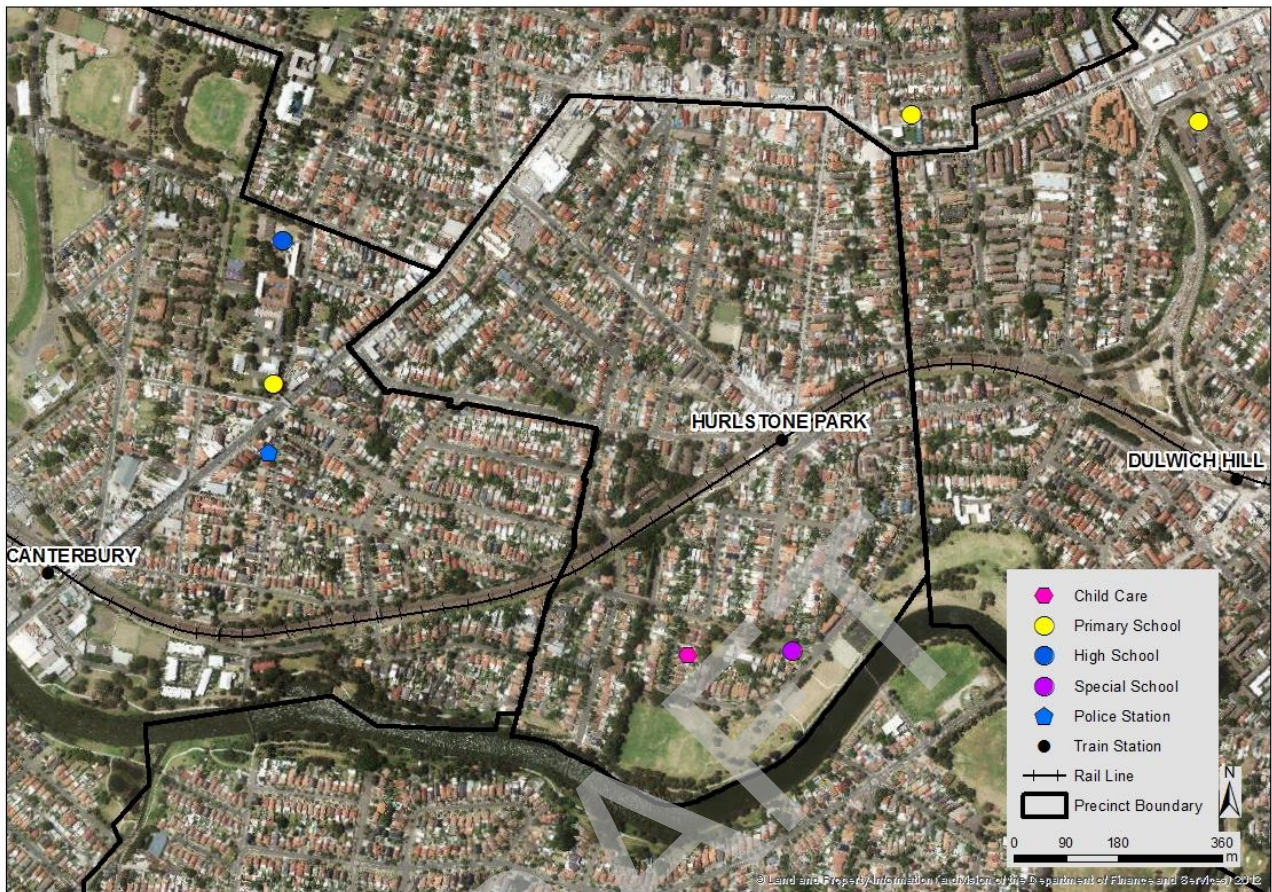 HURLSTONE PARK
DULWICH HILL
CANTERBURY
Child Care
Primary School
High School
Special School
Police Station
Train Station
Rail Line
Precinct Boundary
N
0 90 180 360
m
DRAFT
© Land and Property Information (a division of the Department of Finance and Services) 2012